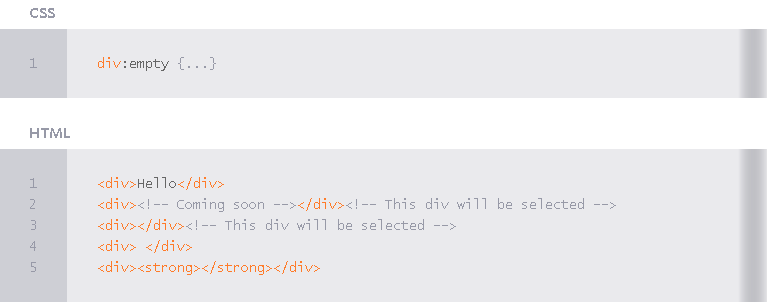 CSS
1 div:empty {...}
HTML
1 <div>Hello</div>
2 <div><!-- Coming soon --></div><!-- This div will be selected -->
3 <div></div><!-- This div will be selected -->
4 <div> </div>
5 <div><strong></strong></div>